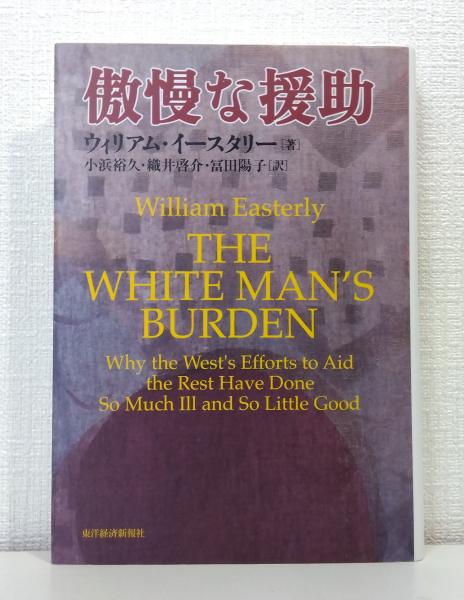 傲慢な援助
ウィリアム・イースタリー[著]
小浜裕久・織井啓介・冨田陽子[訳]
William Easterly
THE
WHITE MAN'S
BURDEN
Why the West's Efforts to Aid
the Rest Have Done
So Much Ill and So Little Good
東洋経済新報社